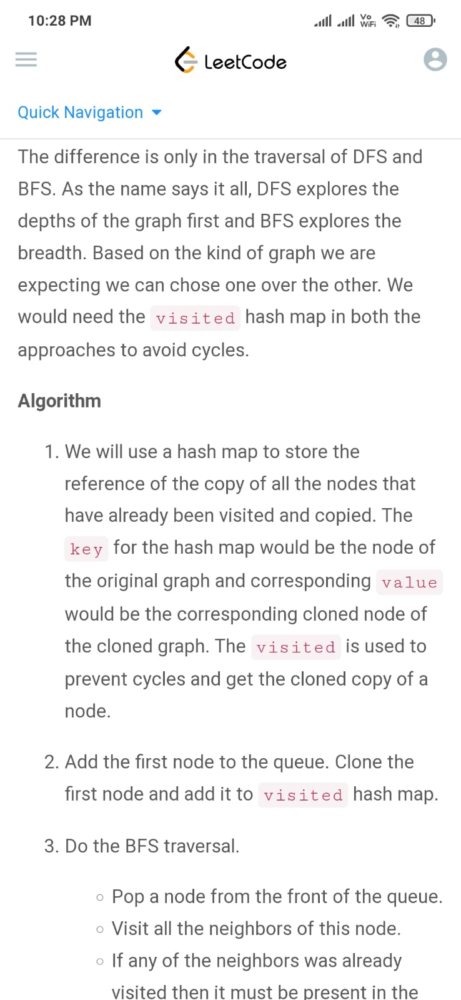 10:28 PM
Vo
WiFi
48
LeetCode
Quick Navigation
The difference is only in the traversal of DFS and
BFS. As the name says it all, DFS explores the
depths of the graph first and BFS explores the
breadth. Based on the kind of graph we are
expecting we can chose one over the other. We
would need the visited hash map in both the
approaches to avoid cycles.
Algorithm
1. We will use a hash map to store the
reference of the copy of all the nodes that
have already been visited and copied. The
key for the hash map would be the node of
the original graph and corresponding value
would be the corresponding cloned node of
the cloned graph. The visited is used to
prevent cycles and get the cloned copy of a
node.
2. Add the first node to the queue. Clone the
first node and add it to visited hash map.
3. Do the BFS traversal.
○ Pop a node from the front of the queue.
○ Visit all the neighbors of this node.
○ If any of the neighbors was already
visited then it must be present in the